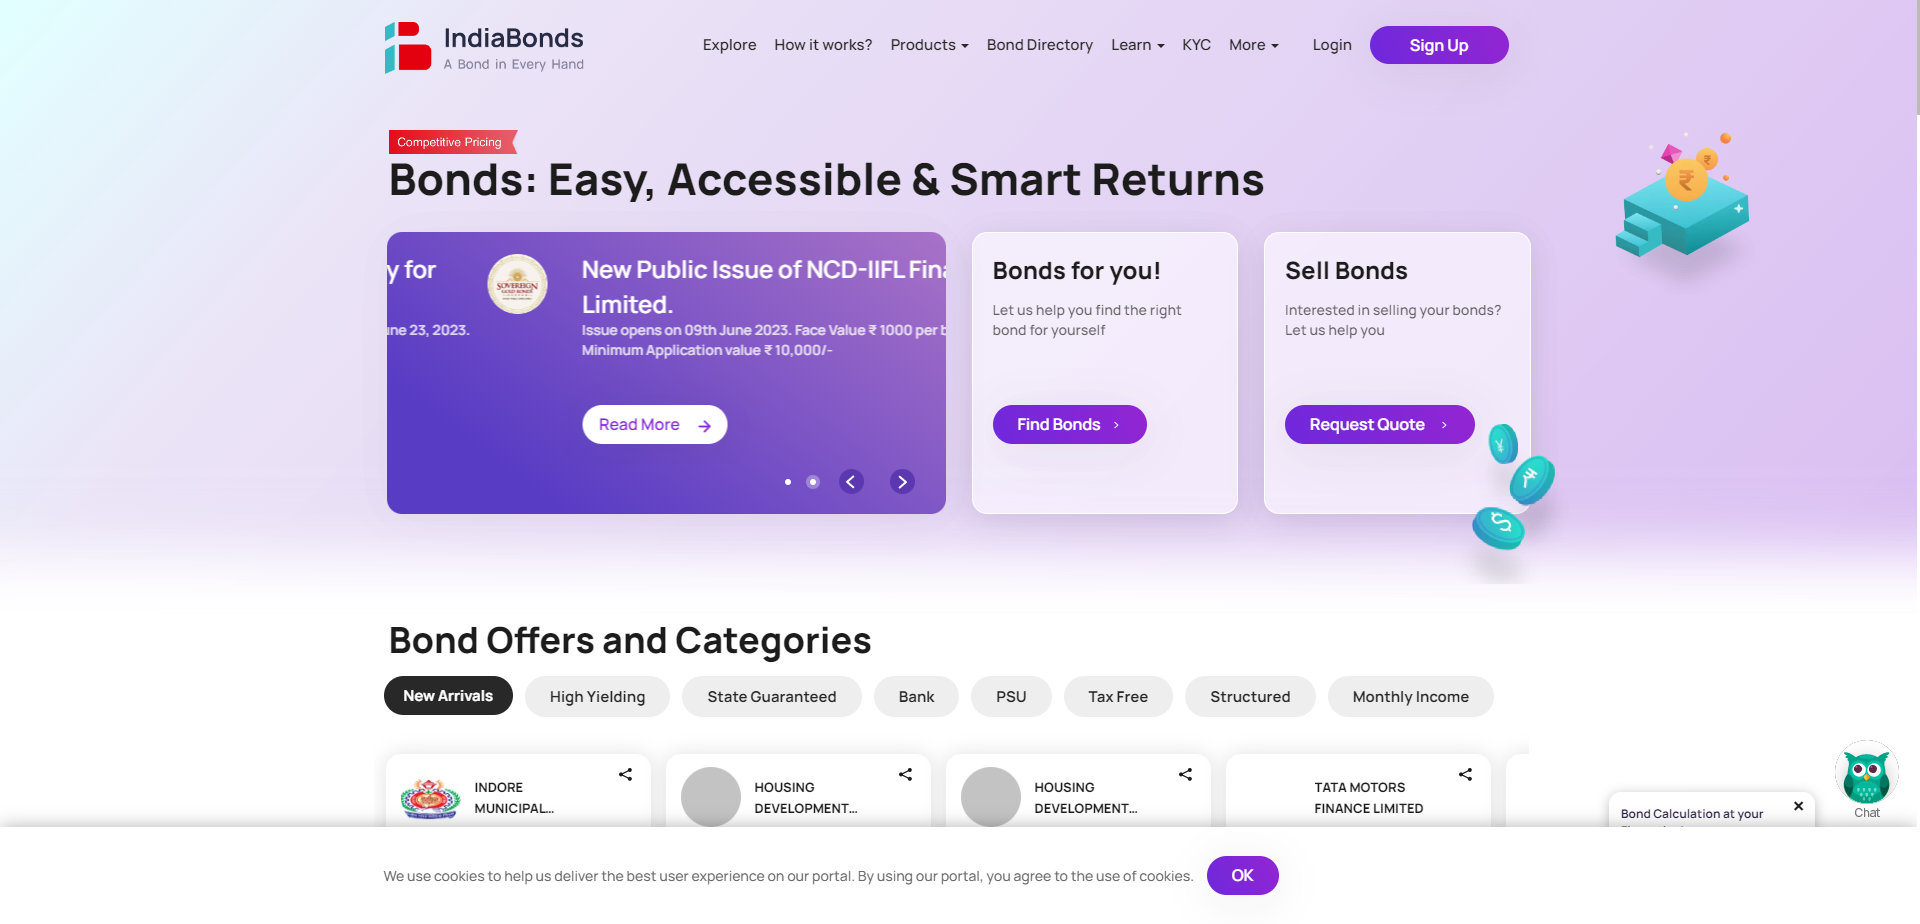 IndiaBonds
A Bond in Every Hand
Explore
How it works?
Products
Bond Directory
Learn
KYC
More
Login
Sign Up
Competitive Pricing
Bonds: Easy, Accessible & Smart Returns
y for
une 23, 2023.
SOVEREIGN
GOLD BONDS
New Public Issue of NCD-IIFL Fina
Limited.
Issue opens on 09th June 2023. Face Value ₹ 1000 per b
Minimum Application value ₹ 10,000/-
Read More
Bonds for you!
Let us help you find the right
bond for yourself
Find Bonds
Sell Bonds
Interested in selling your bonds?
Let us help you
Request Quote
Bond Offers and Categories
New Arrivals
High Yielding
State Guaranteed
Bank
PSU
Tax Free
Structured
Monthly Income
INDORE
MUNICIPAL...
HOUSING
DEVELOPMENT...
HOUSING
DEVELOPMENT...
TATA MOTORS
FINANCE LIMITED
Bond Calculation at your
Chat
We use cookies to help us deliver the best user experience on our portal. By using our portal, you agree to the use of cookies.
OK